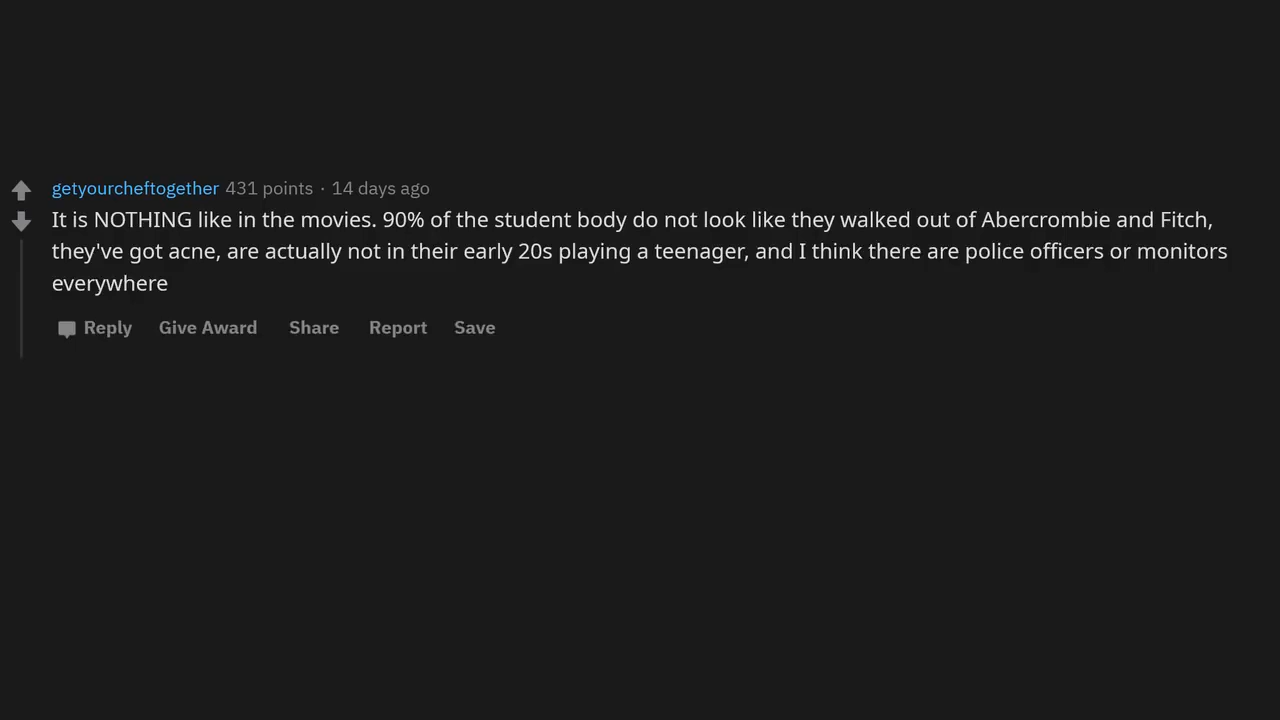 getyourcheftogether 431 points · 14 days ago
It is NOTHING like in the movies. 90% of the student body do not look like they walked out of Abercrombie and Fitch,
they've got acne, are actually not in their early 20s playing a teenager, and I think there are police officers or monitors
everywhere
Reply Give Award Share Report Save